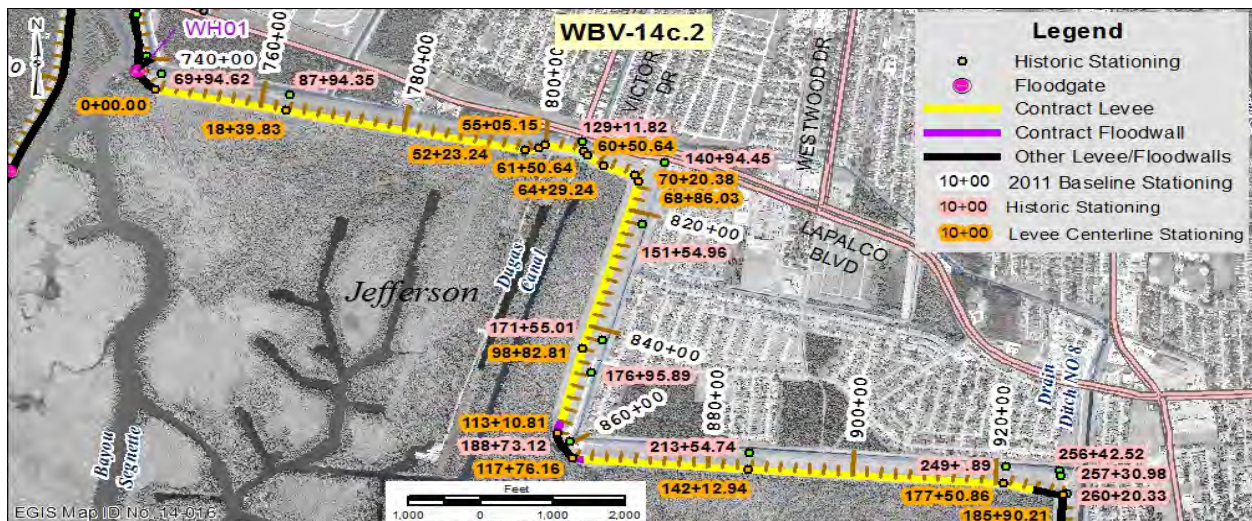 WBV-14c.2
N
WH01
740+00
760+00
780+00
800+00
69+94.62
87+94.35
0+00.00
18+39.83
55+05.15
129+11.82
52+23.24
60+50.64
61+50.64
64+29.24
140+94.45
70+20.38
68+86.03
VICTOR DR
WESTWOOD DR
LAPALCO BLVD
820+00
151+54.96
Dugas Canal
Jefferson
171+55.01
98+82.81
840+00
176+95.89
860+00
880+00
900+00
920+00
Drain Ditch NO 8
Bayou Segnette
113+10.81
188+73.12
117+76.16
213+54.74
142+12.94
177+50.86
256+42.52
257+30.98
260+20.33
185+90.21
Legend
Historic Stationing
Floodgate
Contract Levee
Contract Floodwall
Other Levee/Floodwalls
10+00 2011 Baseline Stationing
10+00 Historic Stationing
10+00 Levee Centerline Stationing
Feet
1,000 0 1,000 2,000
EGIS Map ID No. 14-016